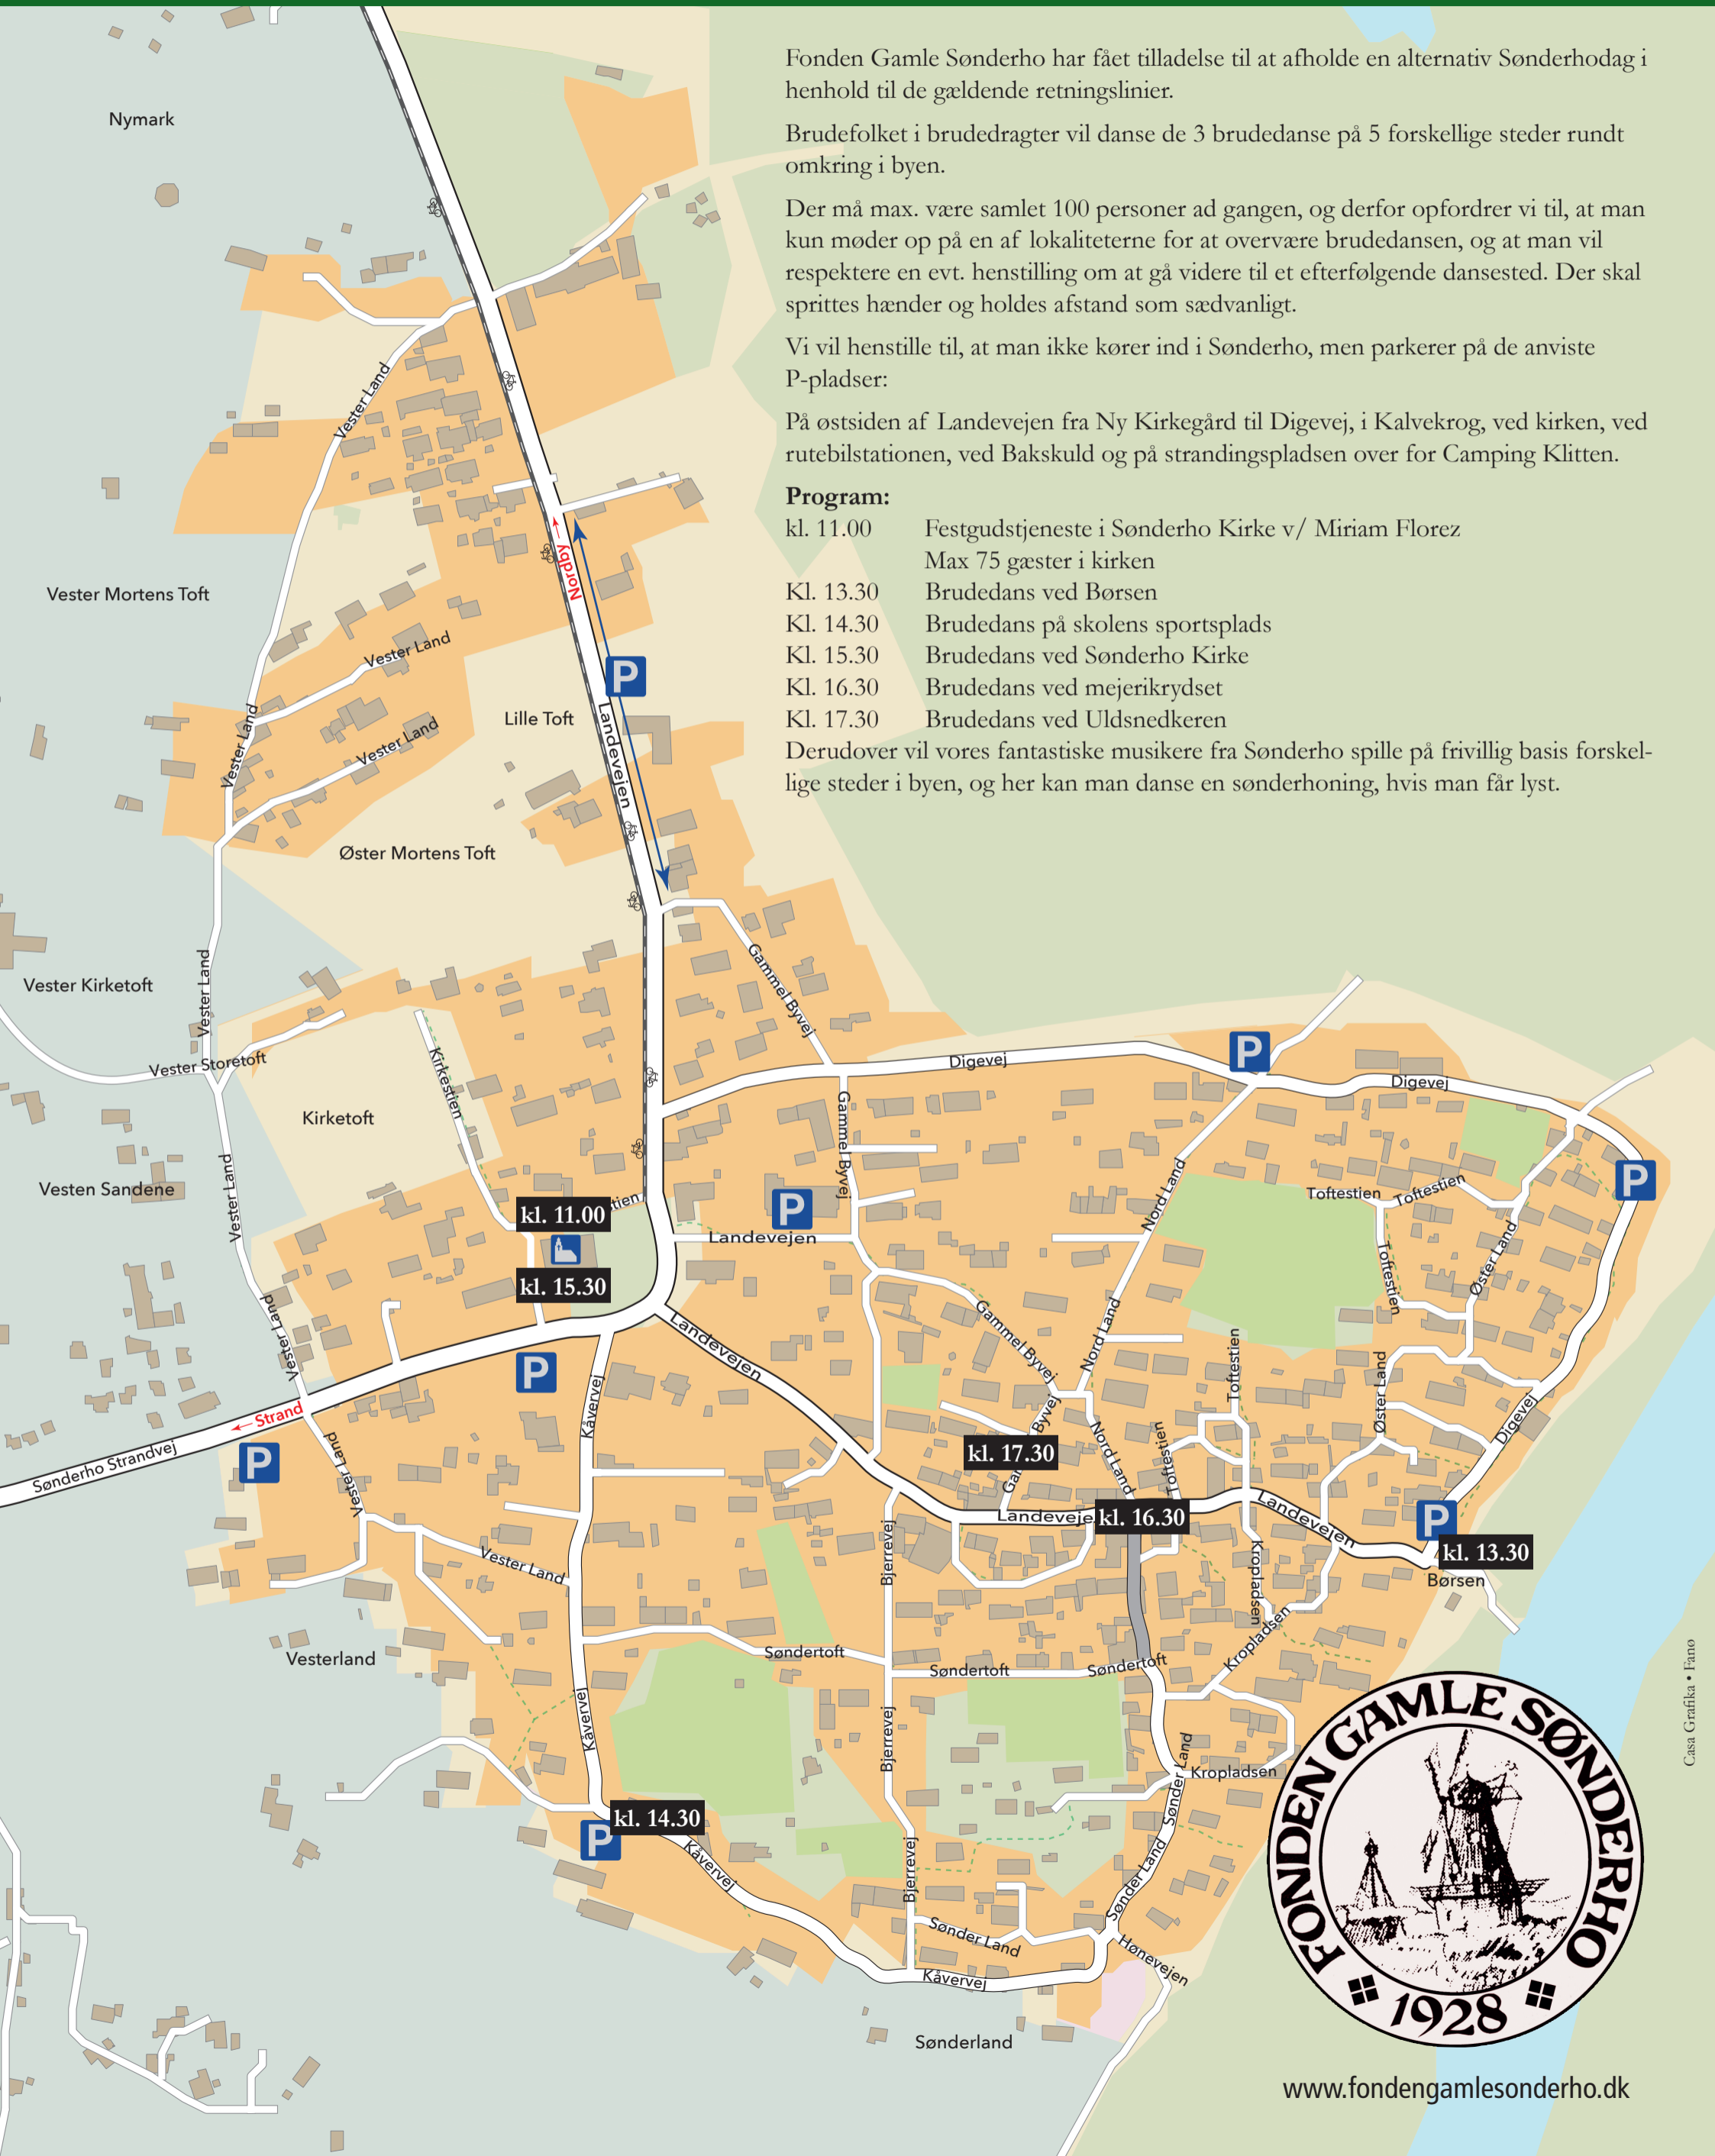 Fonden Gamle Sønderho har fået tilladelse til at afholde en alternativ Sønderhodag i
henhold til de gældende retningslinier.
Brudefolket i brudedragter vil danse de 3 brudedanse på 5 forskellige steder rundt
omkring i byen.
Der må max. være samlet 100 personer ad gangen, og derfor opfordrer vi til, at man
kun møder op på en af lokaliteterne for at overvære brudedansen, og at man vil
respektere en evt. henstilling om at gå videre til et efterfølgende dansested. Der skal
sprittes hænder og holdes afstand som sædvanligt.
Vi vil henstille til, at man ikke kører ind i Sønderho, men parkerer på de anviste
P-pladser:
På østsiden af Landevejen fra Ny Kirkegård til Digevej, i Kalvekrog, ved kirken, ved
rutebilstationen, ved Bakskuld og på strandingspladsen over for Camping Klitten.
Program:
kl. 11.00 Festgudstjeneste i Sønderho Kirke v/ Miriam Florez
Max 75 gæster i kirken
Kl. 13.30 Brudedans ved Børsen
Kl. 14.30 Brudedans på skolens sportsplads
Kl. 15.30 Brudedans ved Sønderho Kirke
Kl. 16.30 Brudedans ved mejerikrydset
Kl. 17.30 Brudedans ved Uldsnedkeren
Derudover vil vores fantastiske musikere fra Sønderho spille på frivillig basis forskel-
lige steder i byen, og her kan man danse en sønderhoning, hvis man får lyst.
Nymark
Vester Land
Nordby
Vester Mortens Toft
Vester Land
P
Lille Toft
Landevejen
Vester Land
Vester Land
Øster Mortens Toft
Vester Kirketoft
Vester Land
Gammel Byvej
Vester Storetoft
Kirkestien
Digevej
P
Digevej
Kirketoft
Gammel Byvej
Vesten Sandene
Vester Land
kl. 11.00
tien
P
Landevejen
Nord Land
Toftestien
Toftestien
P
Toftestien
Øster Land
kl. 15.30
Vester Land
Landevejen
Gammel Byvej
Nord Land
Toftestien
Øster Land
P
Kåvervej
Strand
Sønderho Strandvej
P
Vester Land
kl. 17.30
Ga
Byvej
Nord Land
Toftestien
Digevej
Landeveje
kl. 16.30
Landevejen
P
kl. 13.30
Børsen
Vester Land
Bjerrevej
Kropladsen
Kropladsen
Vesterland
Søndertoft
Søndertoft
Søndertoft
Kåvervej
Bjerrevej
Sønder Land
Kropladsen
kl. 14.30
P
Kåvervej
Bjerrevej
Sønder Land
Sønder Land
Hønevejen
Kåvervej
Sønderland
Casa Grafika • Fanø
FONDEN GAMLE SØNDERHO
1928
www.fondengamlesonderho.dk